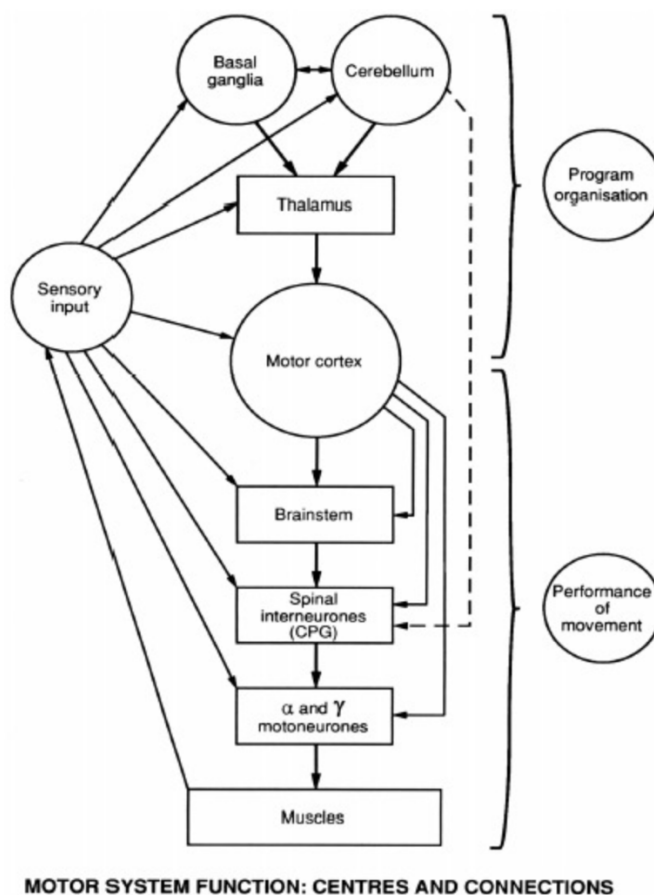 Basal
ganglia
Cerebellum
Thalamus
Program
organisation
Sensory
input
Motor cortex
Brainstem
Spinal
interneurones
(CPG)
Performance
of
movement
α and γ
motoneurones
Muscles
MOTOR SYSTEM FUNCTION: CENTRES AND CONNECTIONS